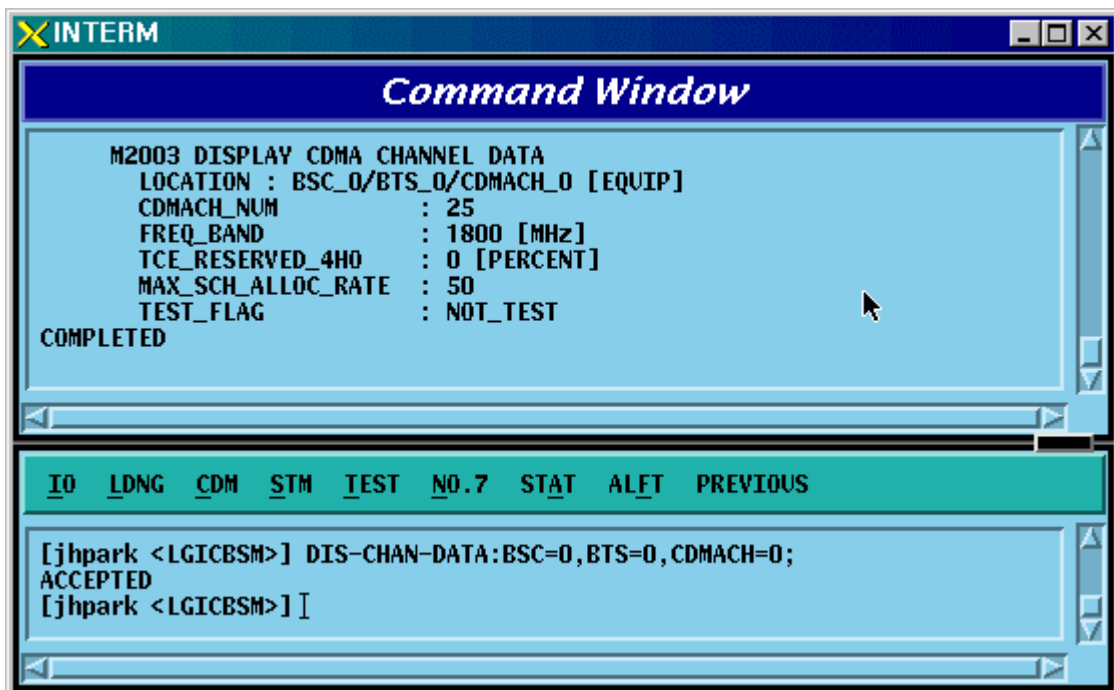 INTERM
Command Window
M2003 DISPLAY CDMA CHANNEL DATA
LOCATION : BSC_0/BTS_0/CDMACH_0 [EQUIP]
CDMACH_NUM : 25
FREQ_BAND : 1800 [MHz]
TCE_RESERVED_4HO : 0 [PERCENT]
MAX_SCH_ALLOC_RATE : 50
TEST_FLAG : NOT_TEST
COMPLETED
IO LDNG CDM STM TEST NO.7 STAT ALFT PREVIOUS
[jhpark <LGICBSM>] DIS-CHAN-DATA:BSC=0,BTS=0,CDMACH=0;
ACCEPTED
[jhpark <LGICBSM>]